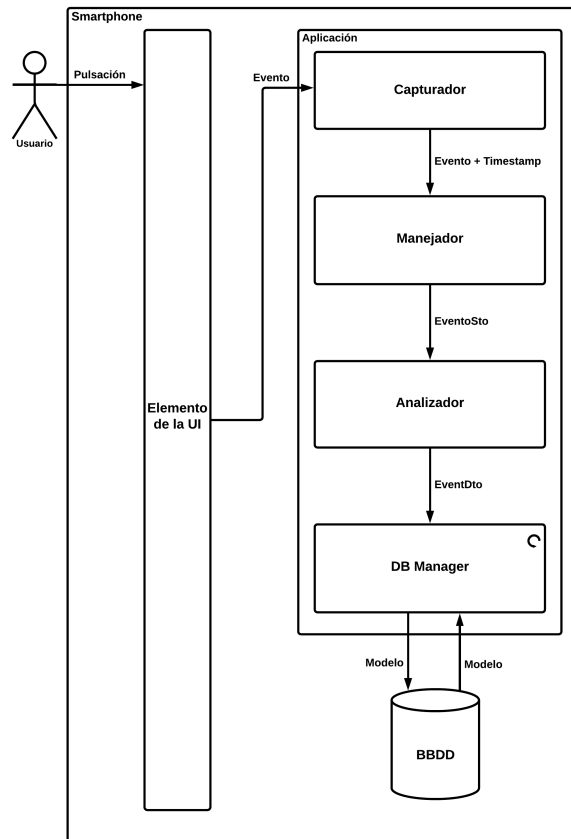 Smartphone
Aplicación
Usuario
Pulsación
Elemento
de la UI
Evento
Capturador
Evento + Timestamp
Manejador
EventoSto
Analizador
EventDto
DB Manager
Modelo
Modelo
BBDD